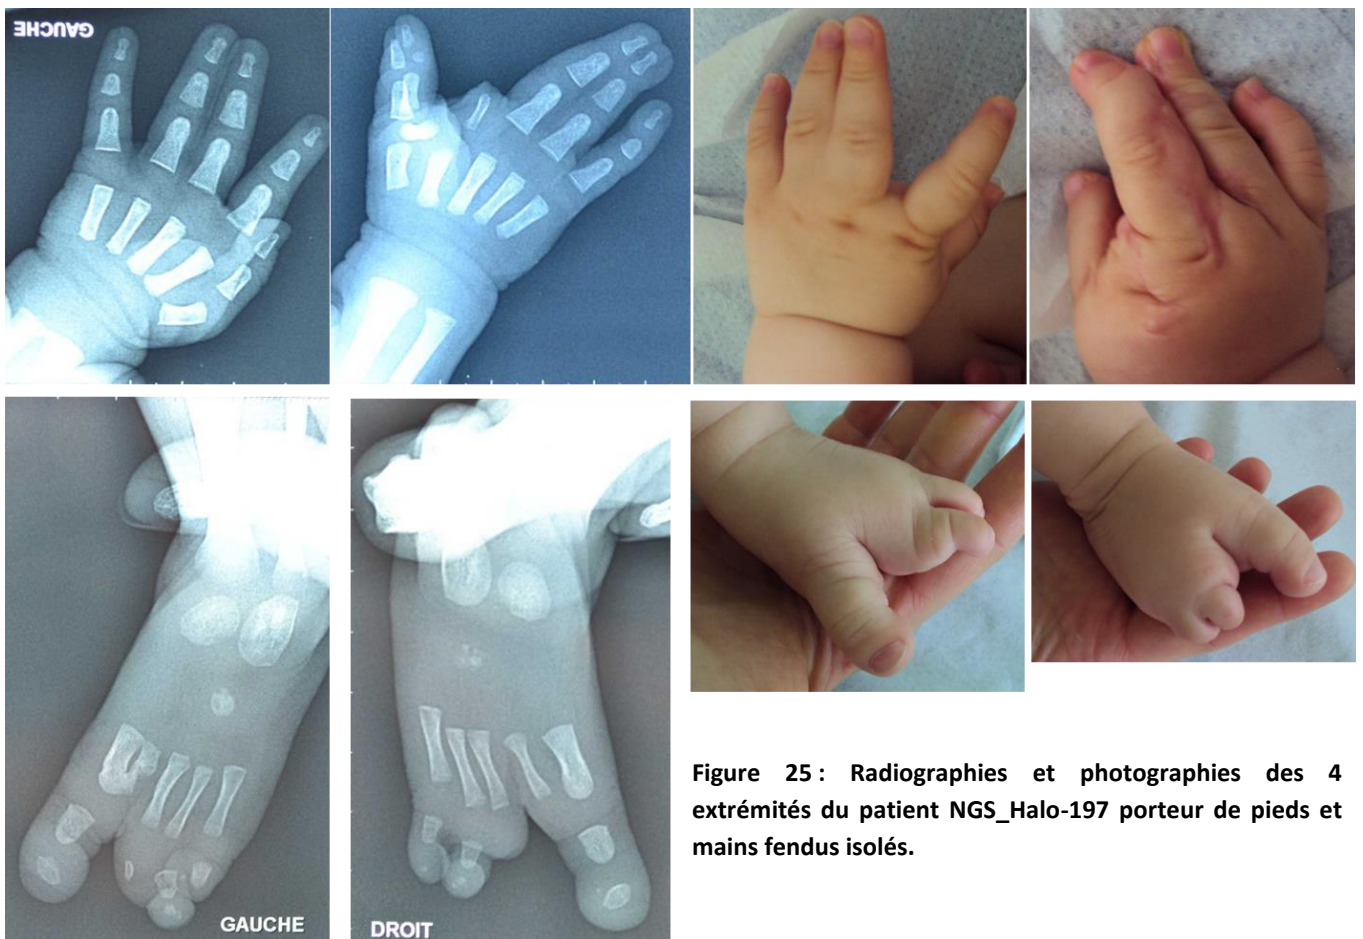 GAUCHE
GAUCHE
DROIT
Figure 25 : Radiographies et photographies des 4
extrémités du patient NGS_Halo-197 porteur de pieds et
mains fendus isolés.